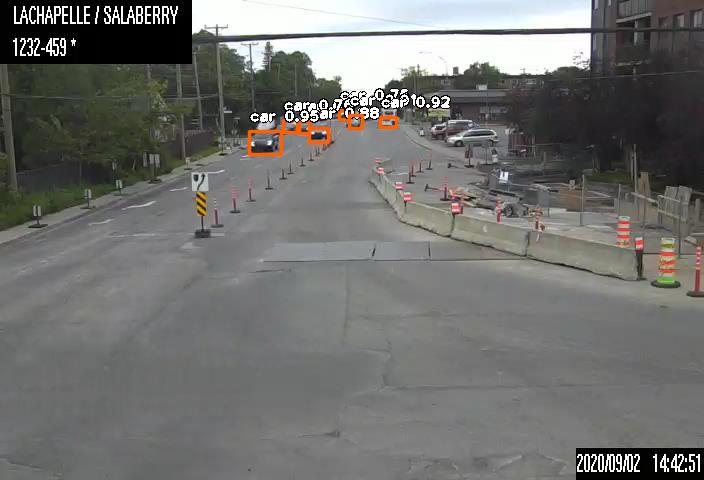 LACHAPELLE / SALABERRY
1232-459 *
car 0.95
car 0.92
2020/09/02 14:42:51